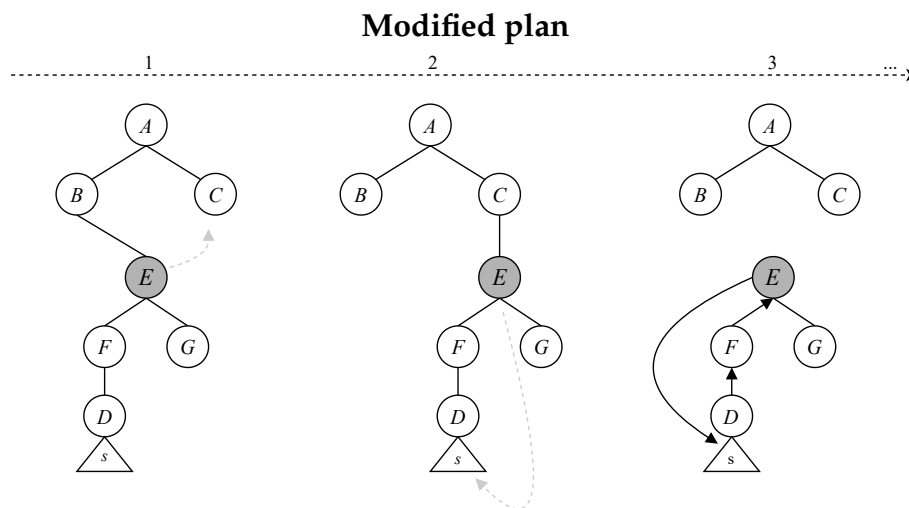 Modified plan
1 2 3 ...
A A A
B C B C B C
E E E
F G F G F G
D D D
s s s